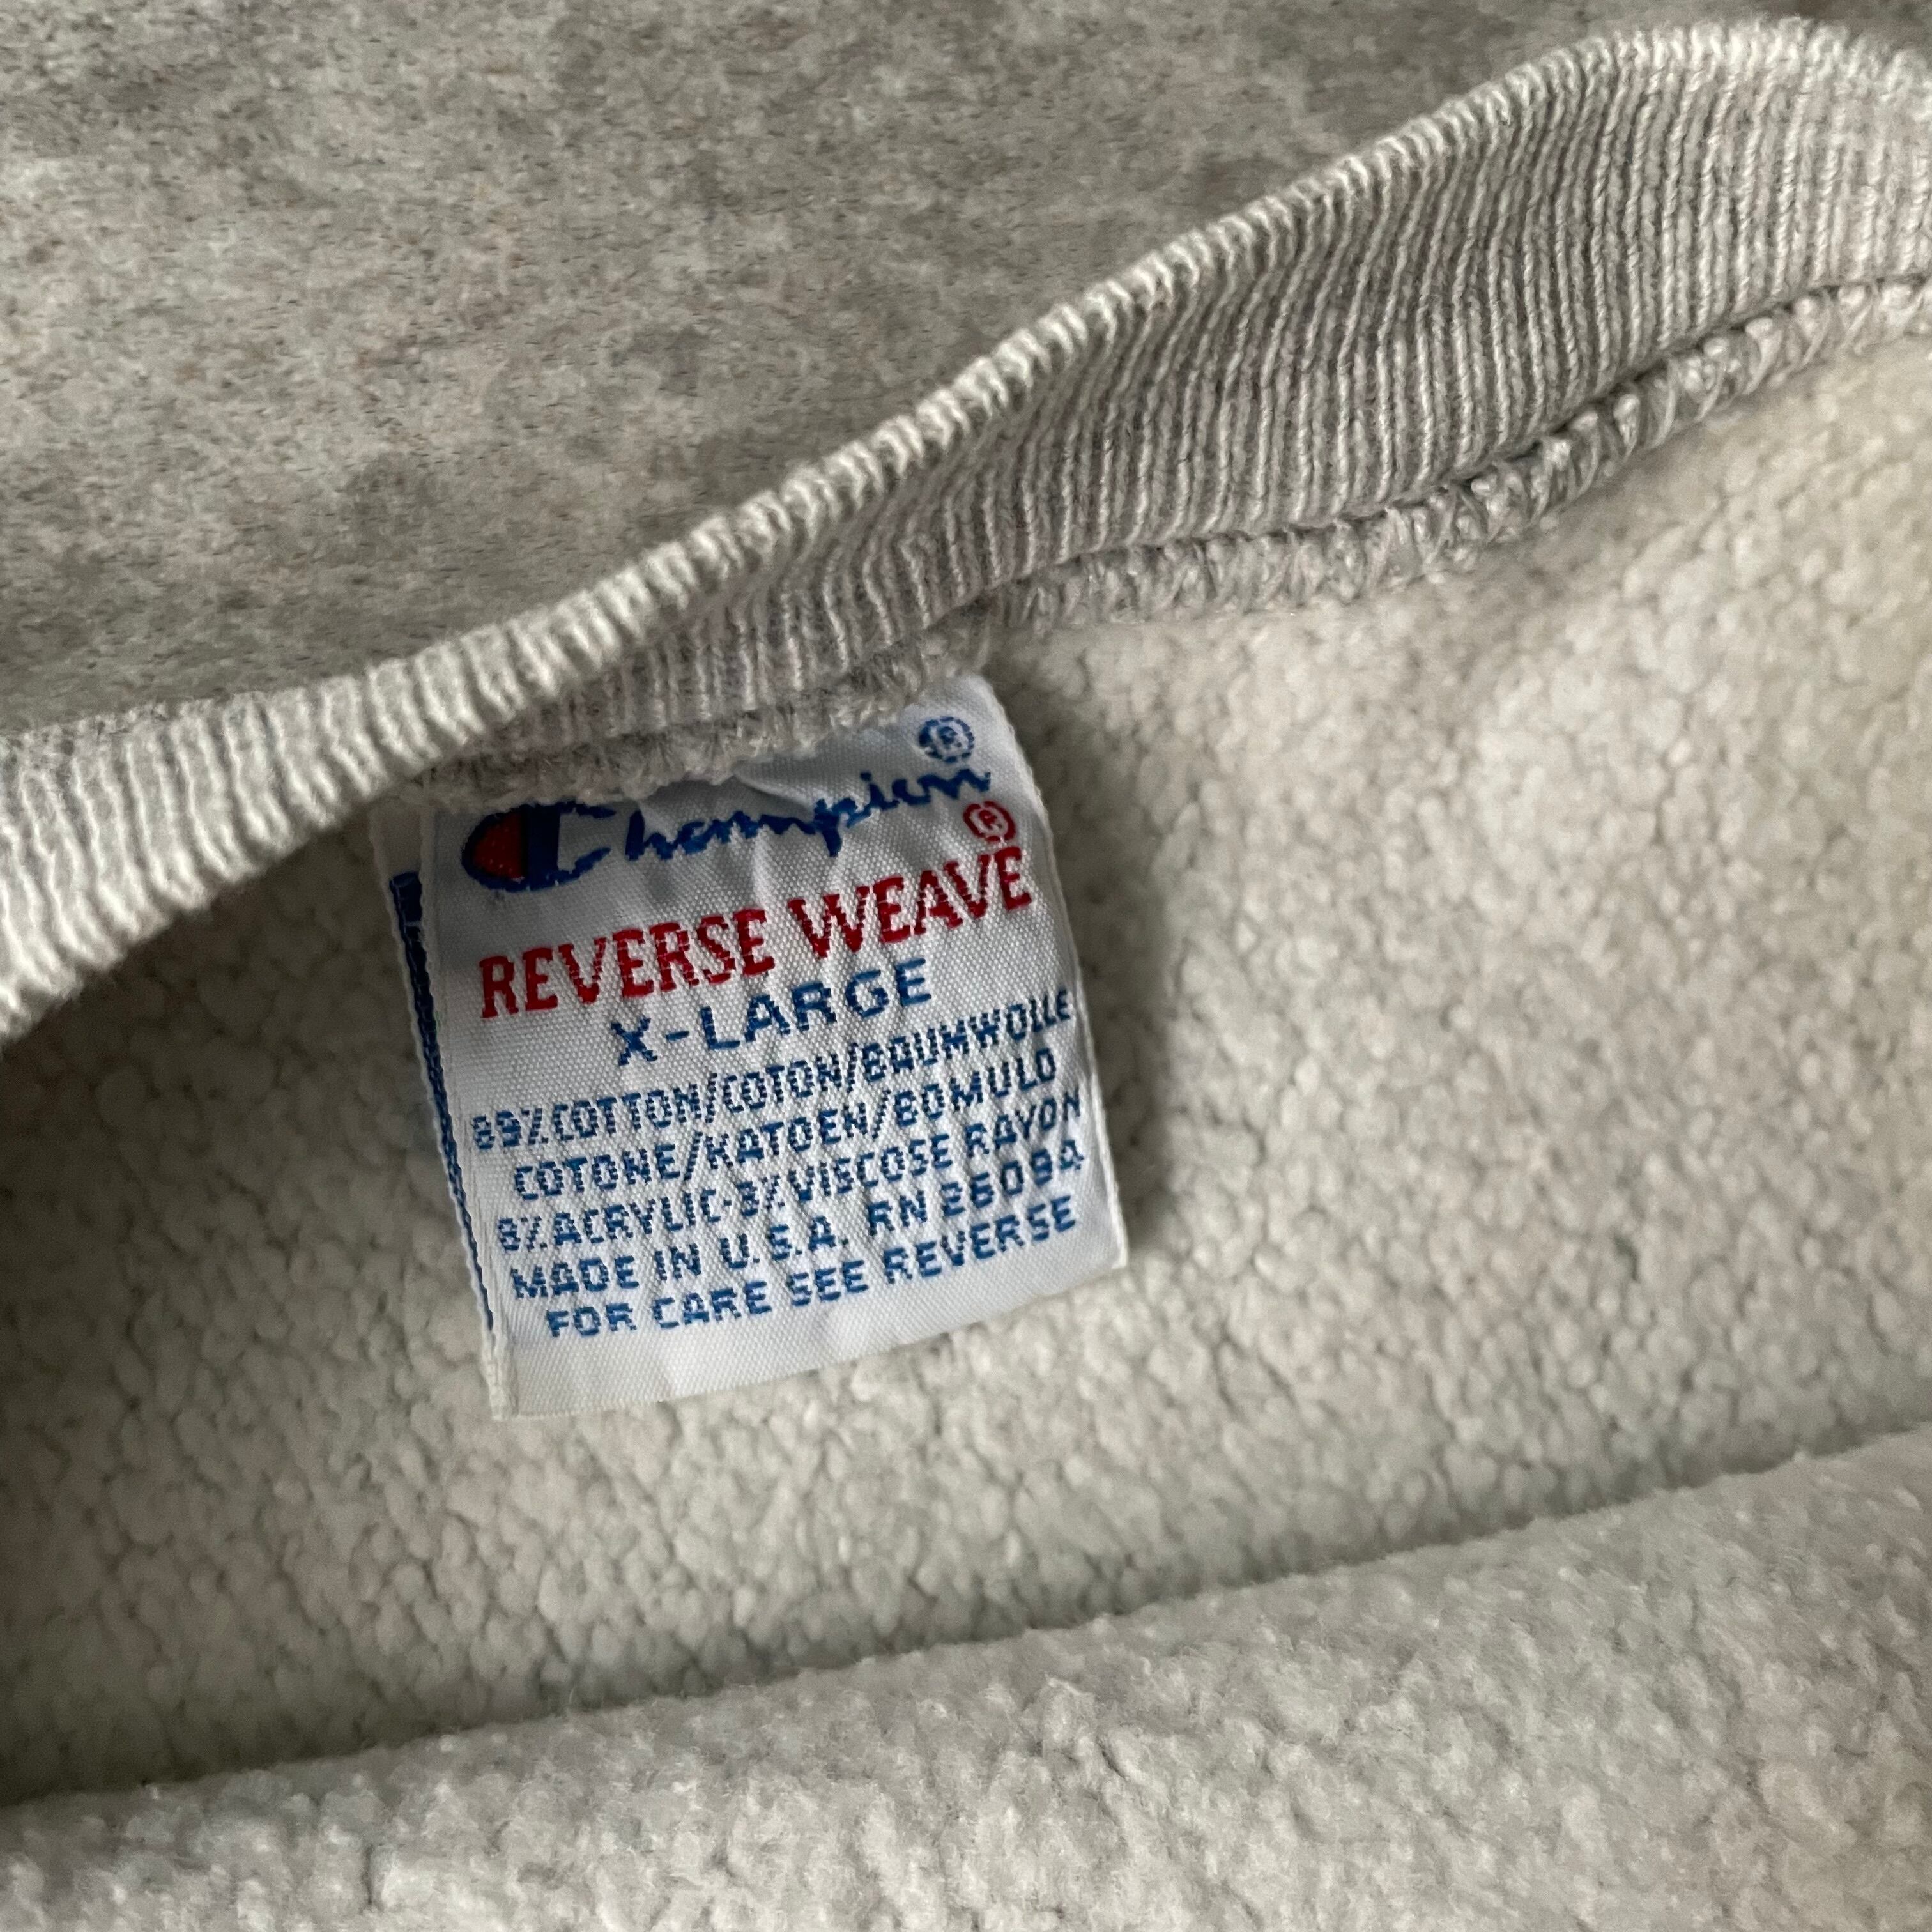 Champion®
REVERSE WEAVE®
X-LARGE
89% COTTON/COTON/BAUMWOLLE
COTONE/KATOEN/BOMULD
8% ACRYLIC-3% VISCOSE RAYON
MADE IN U.S.A. RN 26094
FOR CARE SEE REVERSE